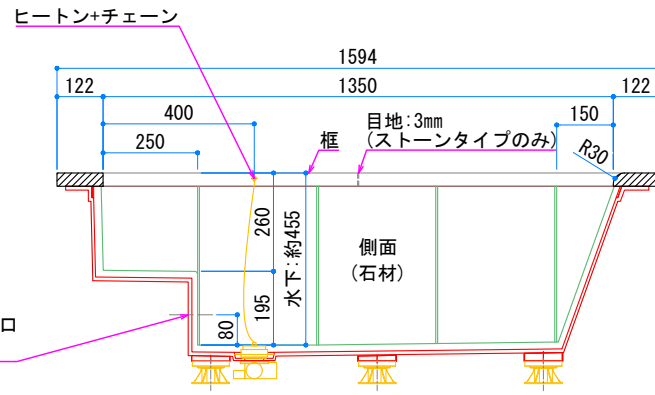 ヒートン+チェーン
1594
122
1350
122
400
150
目地:3mm
(ストーンタイプのみ)
框
250
R30
260
水下:約455
側面
(石材)
195
80
口